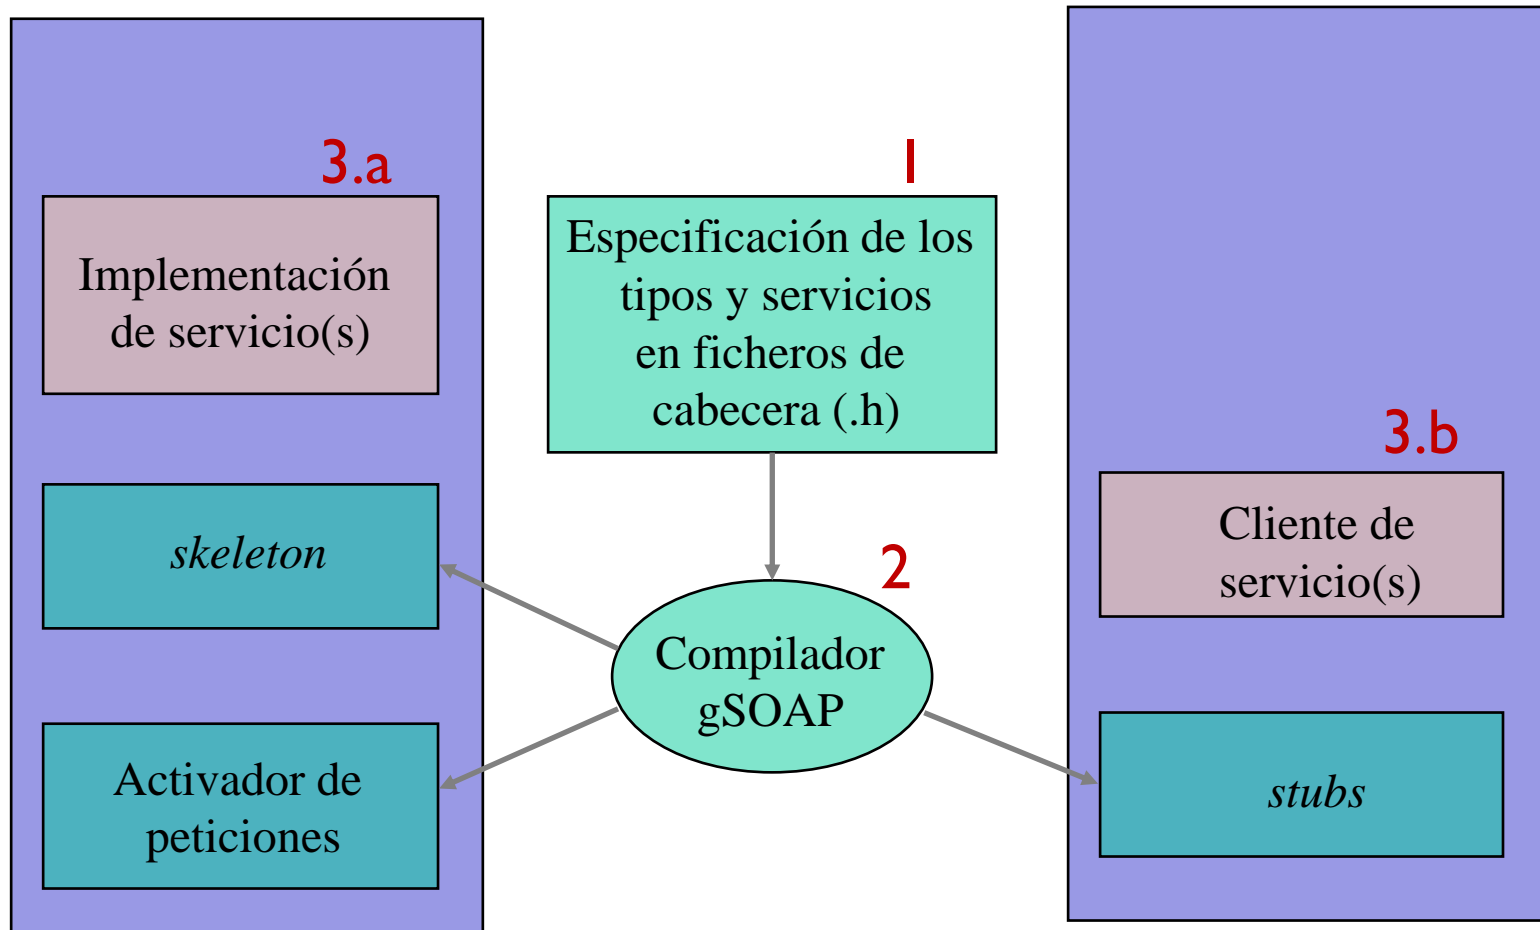 3.a
Implementación
de servicio(s)
skeleton
Activador de
peticiones
1
Especificación de los
tipos y servicios
en ficheros de
cabecera (.h)
2
Compilador
gSOAP
3.b
Cliente de
servicio(s)
stubs